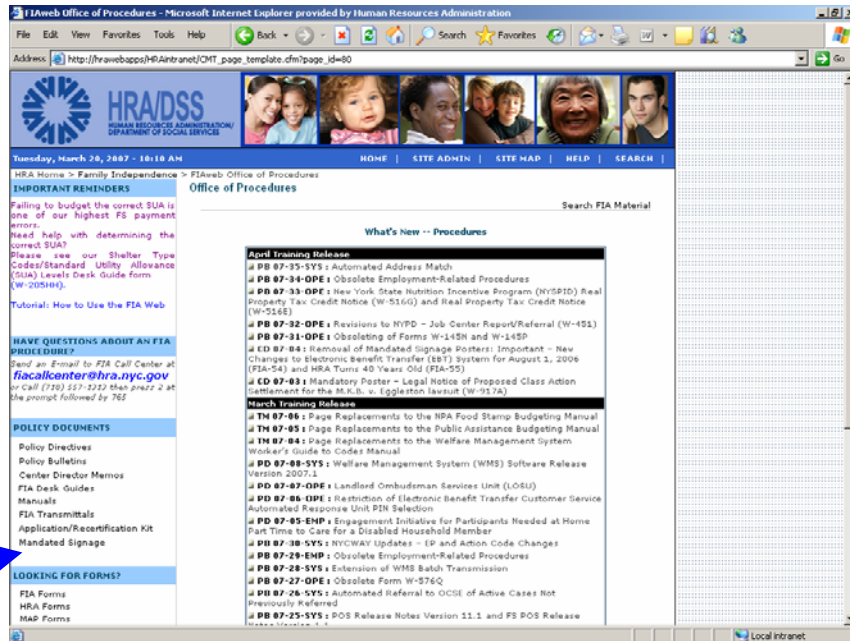 FIAweb Office of Procedures - Microsoft Internet Explorer provided by Human Resources Administration
File Edit View Favorites Tools Help
Back Search Favorites
Address http://hrawebapps/HRAintranet/CMT_page_template.cfm?page_id=80 Go
HRA/DSS
HUMAN RESOURCES ADMINISTRATION/
DEPARTMENT OF SOCIAL SERVICES
Tuesday, March 20, 2007 - 10:10 AM
HOME | SITE ADMIN | SITE MAP | HELP | SEARCH |
HRA Home > Family Independence > FIAweb Office of Procedures
IMPORTANT REMINDERS
Failing to budget the correct SUA is
one of our highest FS payment
errors.
Need help with determining the
correct SUA?
Please see our Shelter Type
Codes/Standard Utility Allowance
(SUA) Levels Desk Guide form
(W-205HH).
Tutorial: How to Use the FIA Web
HAVE QUESTIONS ABOUT AN FIA
PROCEDURE?
Send an E-mail to FIA Call Center at
fiacallcenter@hra.nyc.gov
or Call (718) 557-1313 then press 2 at
the prompt followed by 765
POLICY DOCUMENTS
Policy Directives
Policy Bulletins
Center Director Memos
FIA Desk Guides
Manuals
FIA Transmittals
Application/Recertification Kit
Mandated Signage
LOOKING FOR FORMS?
FIA Forms
HRA Forms
MAP Forms
Office of Procedures
Search FIA Material
What's New -- Procedures
April Training Release
PB 07-35-SYS : Automated Address Match
PB 07-34-OPE : Obsolete Employment-Related Procedures
PB 07-33-OPE : New York State Nutrition Incentive Program (NYSPID) Real
Property Tax Credit Notice (W-516G) and Real Property Tax Credit Notice
(W-516E)
PB 07-32-OPE : Revisions to NYPD - Job Center Report/Referral (W-451)
PB 07-31-OPE : Obsoleting of Forms W-145N and W-145P
CD 07-04 : Removal of Mandated Signage Posters: Important - New
Changes to Electronic Benefit Transfer (EBT) System for August 1, 2006
(FIA-54) and HRA Turns 40 Years Old (FIA-55)
CD 07-03 : Mandatory Poster - Legal Notice of Proposed Class Action
Settlement for the M.K.B. v. Eggleston lawsuit (W-917A)
March Training Release
TM 07-06 : Page Replacements to the NPA Food Stamp Budgeting Manual
TM 07-05 : Page Replacements to the Public Assistance Budgeting Manual
TM 07-04 : Page Replacements to the Welfare Management System
Worker's Guide to Codes Manual
PD 07-08-SYS : Welfare Management System (WMS) Software Release
Version 2007.1
PD 07-07-OPE : Landlord Ombudsman Services Unit (LOSU)
PD 07-06-OPE : Restriction of Electronic Benefit Transfer Customer Service
Automated Response Unit PIN Selection
PD 07-05-EMP : Engagement Initiative for Participants Needed at Home
Part Time to Care for a Disabled Household Member
PB 07-30-SYS : NYCWAY Updates - EP and Action Code Changes
PB 07-29-EMP : Obsolete Employment-Related Procedures
PB 07-28-SYS : Extension of WMS Batch Transmission
PB 07-27-OPE : Obsolete Form W-576Q
PB 07-26-SYS : Automated Referral to OCSE of Active Cases Not
Previously Referred
PB 07-25-SYS : POS Release Notes Version 11.1 and FS POS Release
Local intranet